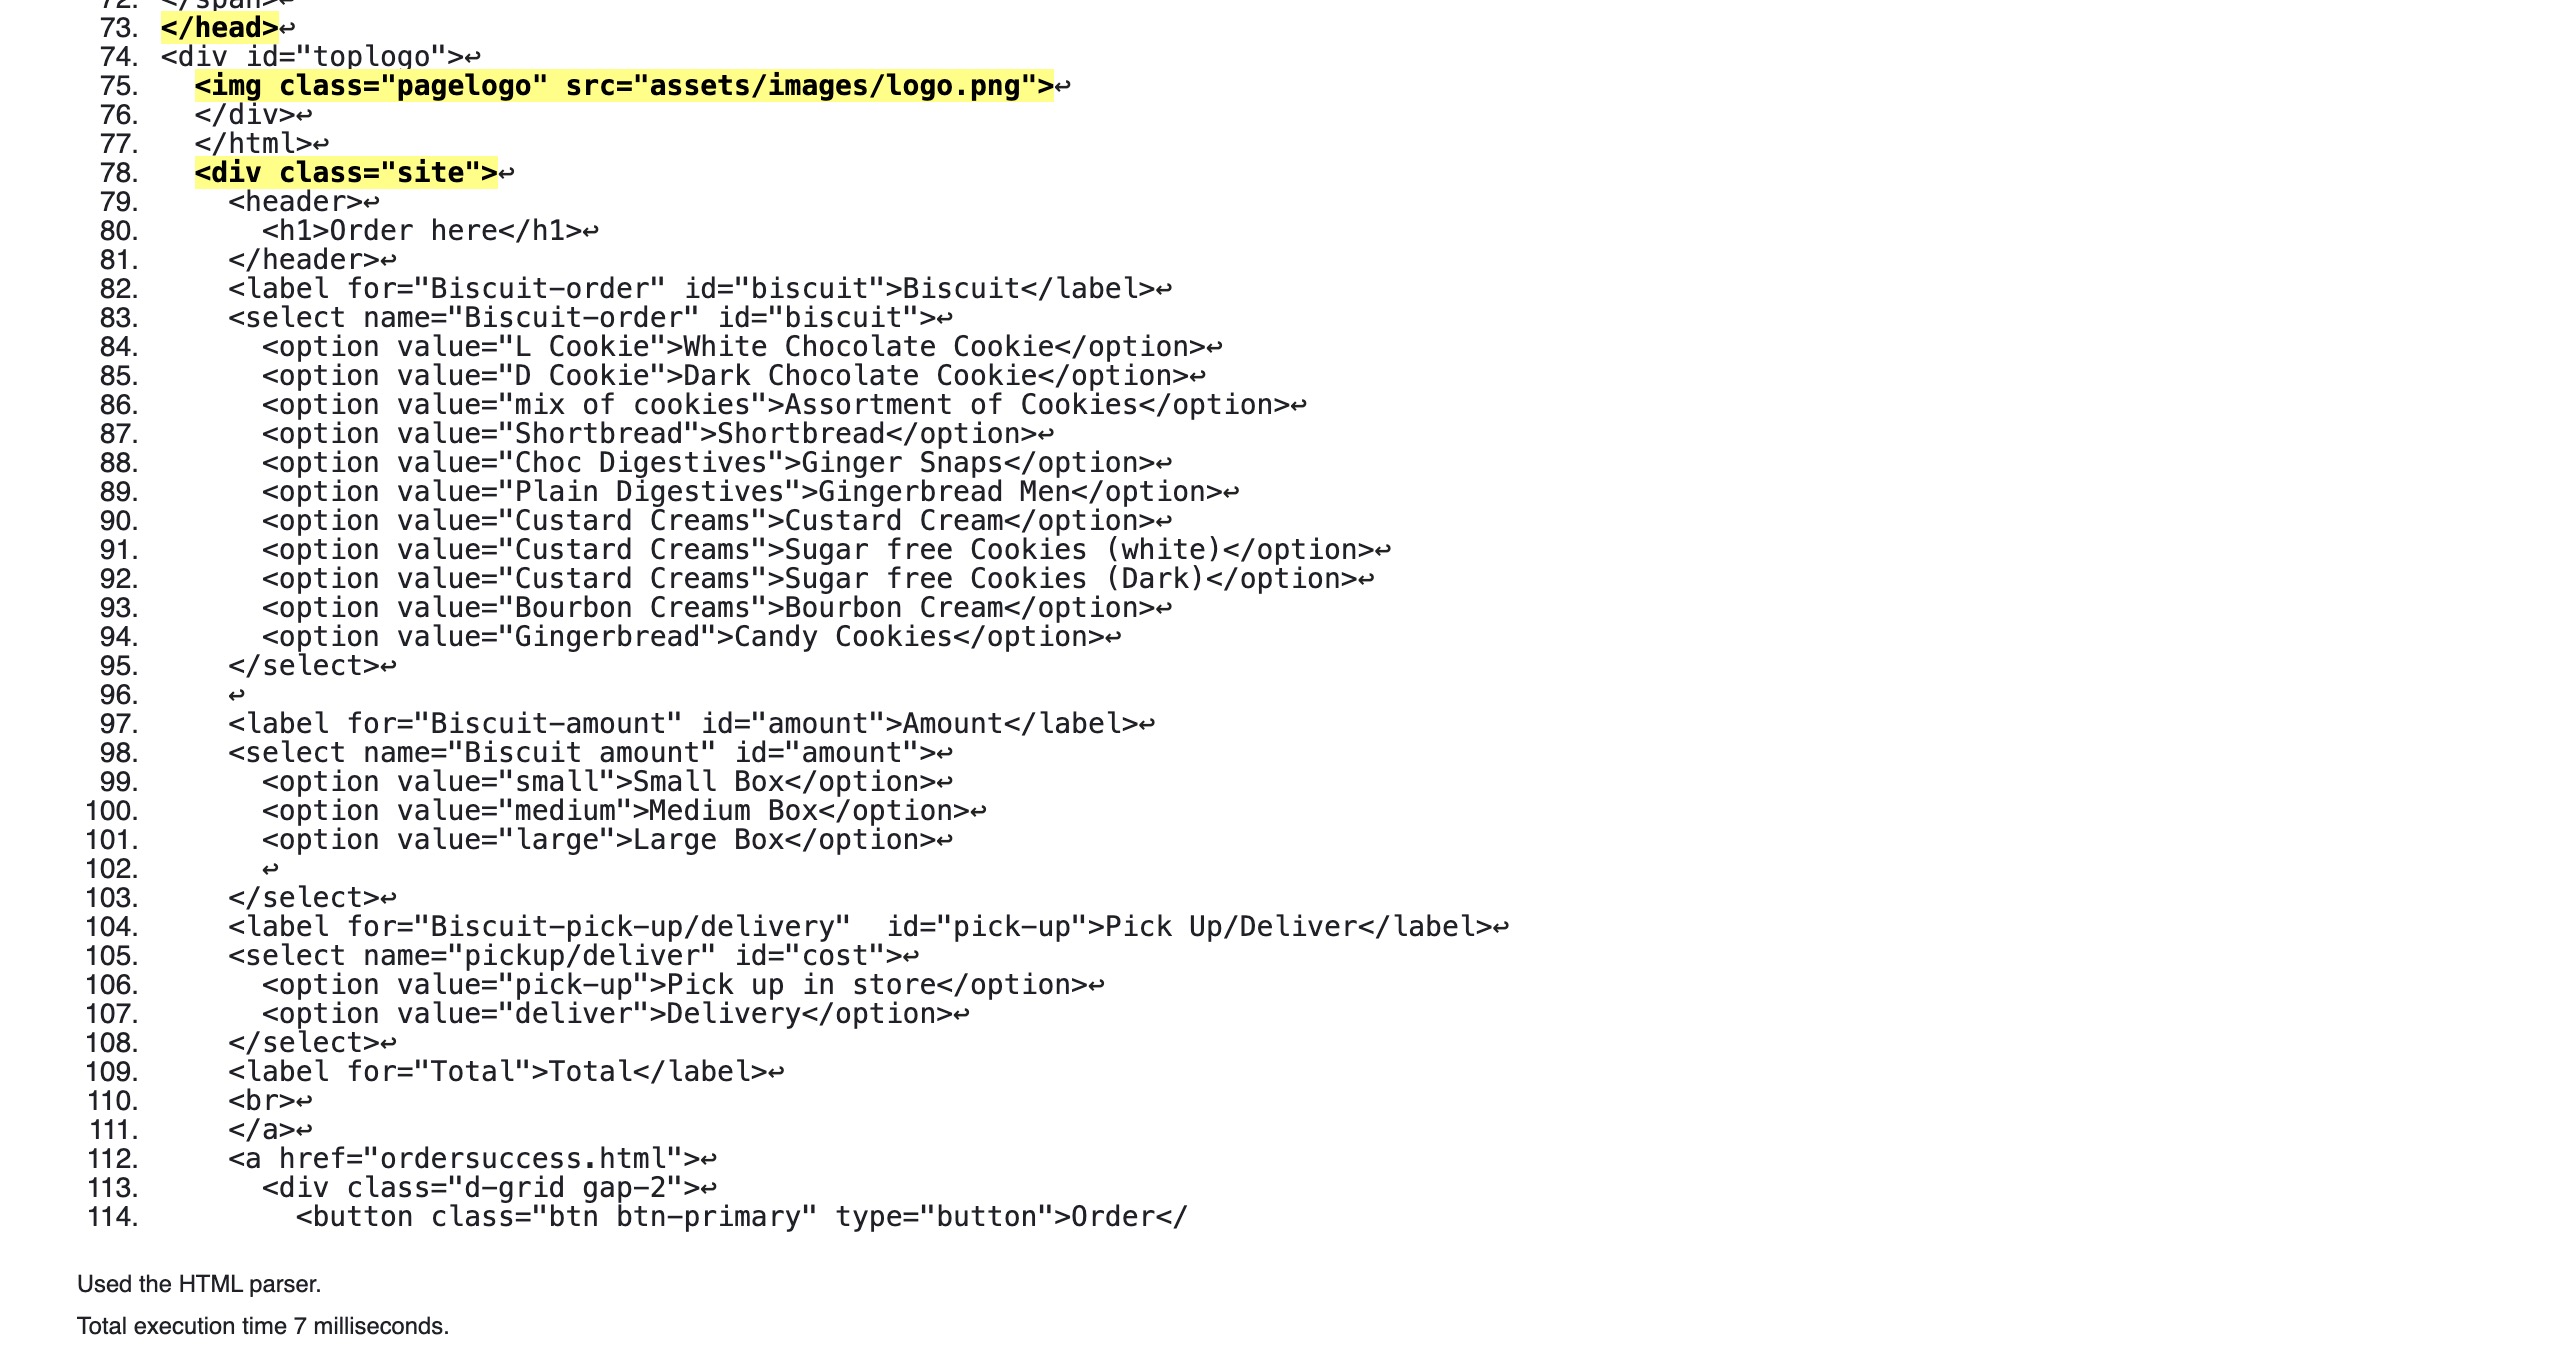 72. </span>↩
73. </head>↩
74. <div id="toplogo">↩
75. <img class="pagelogo" src="assets/images/logo.png">↩
76. </div>↩
77. </html>↩
78. <div class="site">↩
79. <header>↩
80. <h1>Order here</h1>↩
81. </header>↩
82. <label for="Biscuit-order" id="biscuit">Biscuit</label>↩
83. <select name="Biscuit-order" id="biscuit">↩
84. <option value="L Cookie">White Chocolate Cookie</option>↩
85. <option value="D Cookie">Dark Chocolate Cookie</option>↩
86. <option value="mix of cookies">Assortment of Cookies</option>↩
87. <option value="Shortbread">Shortbread</option>↩
88. <option value="Choc Digestives">Ginger Snaps</option>↩
89. <option value="Plain Digestives">Gingerbread Men</option>↩
90. <option value="Custard Creams">Custard Cream</option>↩
91. <option value="Custard Creams">Sugar free Cookies (white)</option>↩
92. <option value="Custard Creams">Sugar free Cookies (Dark)</option>↩
93. <option value="Bourbon Creams">Bourbon Cream</option>↩
94. <option value="Gingerbread">Candy Cookies</option>↩
95. </select>↩
96. ↩
97. <label for="Biscuit-amount" id="amount">Amount</label>↩
98. <select name="Biscuit amount" id="amount">↩
99. <option value="small">Small Box</option>↩
100. <option value="medium">Medium Box</option>↩
101. <option value="large">Large Box</option>↩
102. ↩
103. </select>↩
104. <label for="Biscuit-pick-up/delivery"  id="pick-up">Pick Up/Deliver</label>↩
105. <select name="pickup/deliver" id="cost">↩
106. <option value="pick-up">Pick up in store</option>↩
107. <option value="deliver">Delivery</option>↩
108. </select>↩
109. <label for="Total">Total</label>↩
110. <br>↩
111. </a>↩
112. <a href="ordersuccess.html">↩
113. <div class="d-grid gap-2">↩
114. <button class="btn btn-primary" type="button">Order</
Used the HTML parser.
Total execution time 7 milliseconds.